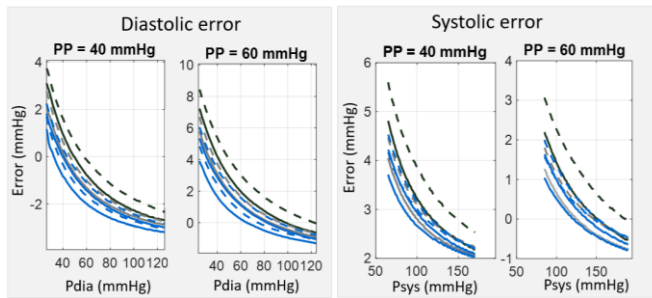 Diastolic error
PP = 40 mmHg
PP = 60 mmHg
Error (mmHg)
4
2
0
-2
40 60 80 100 120
Pdia (mmHg)
10
8
6
4
2
0
40 60 80 100 120
Pdia (mmHg)
Systolic error
PP = 40 mmHg
PP = 60 mmHg
Error (mmHg)
6
5
4
3
2
50 100 150
Psys (mmHg)
4
3
2
1
0
-1
100 150
Psys (mmHg)